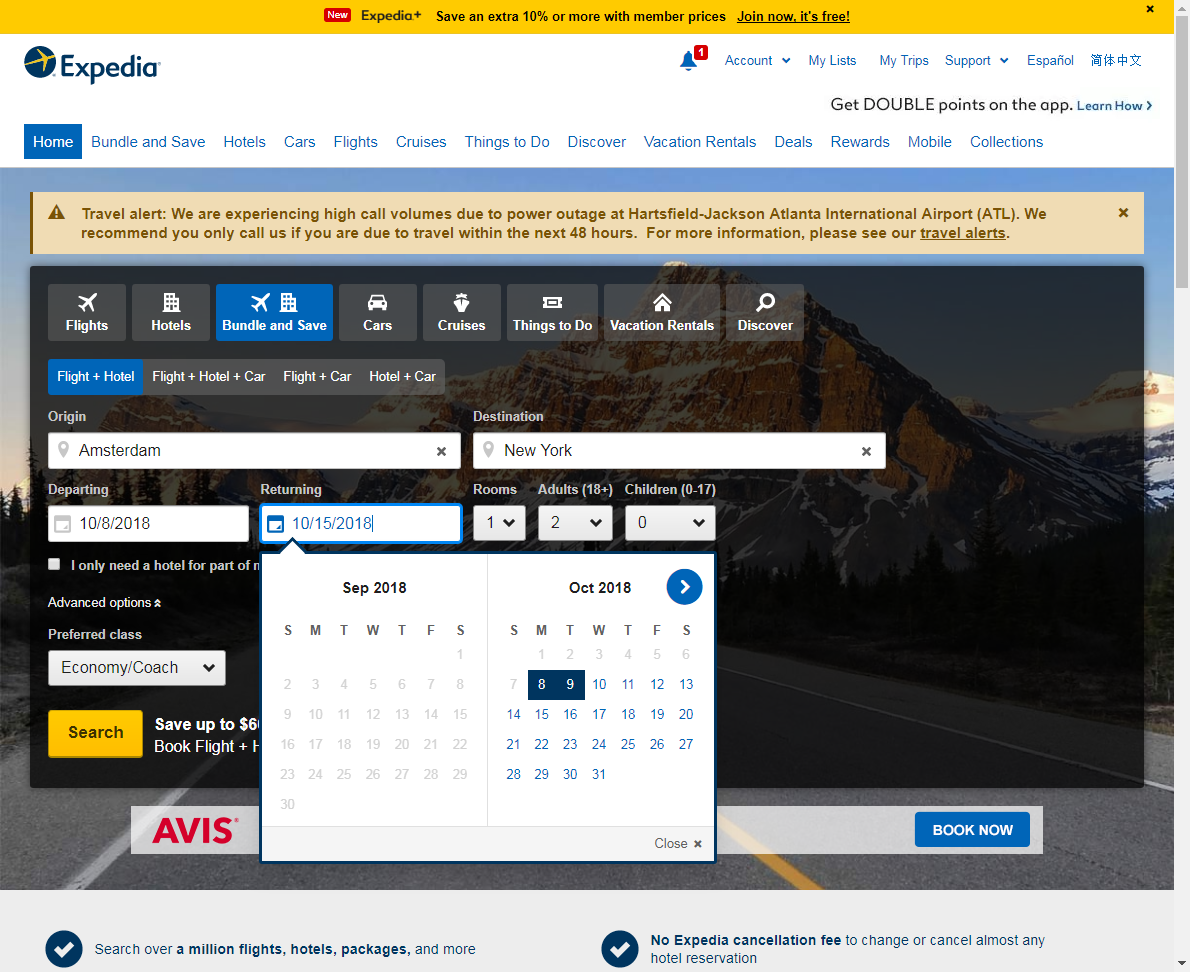 New Expedia+ Save an extra 10% or more with member prices Join now, it's free!
Expedia
1 Account My Lists My Trips Support Español 简体中文
Get DOUBLE points on the app. Learn How
Home Bundle and Save Hotels Cars Flights Cruises Things to Do Discover Vacation Rentals Deals Rewards Mobile Collections
Travel alert: We are experiencing high call volumes due to power outage at Hartsfield-Jackson Atlanta International Airport (ATL). We
recommend you only call us if you are due to travel within the next 48 hours. For more information, please see our travel alerts.
Flights Hotels Bundle and Save Cars Cruises Things to Do Vacation Rentals Discover
Flight + Hotel Flight + Hotel + Car Flight + Car Hotel + Car
Origin Destination
Amsterdam New York
Departing Returning Rooms Adults (18+) Children (0-17)
10/8/2018 10/15/2018 1 2 0
I only need a hotel for part of
Advanced options
Preferred class
Economy/Coach
Search
Save up to $6
Book Flight + H
Sep 2018
S M T W T F S
1
2 3 4 5 6 7 8
9 10 11 12 13 14 15
16 17 18 19 20 21 22
23 24 25 26 27 28 29
30
Oct 2018
S M T W T F S
1 2 3 4 5 6
7 8 9 10 11 12 13
14 15 16 17 18 19 20
21 22 23 24 25 26 27
28 29 30 31
Close
AVIS BOOK NOW
Search over a million flights, hotels, packages, and more
No Expedia cancellation fee to change or cancel almost any
hotel reservation